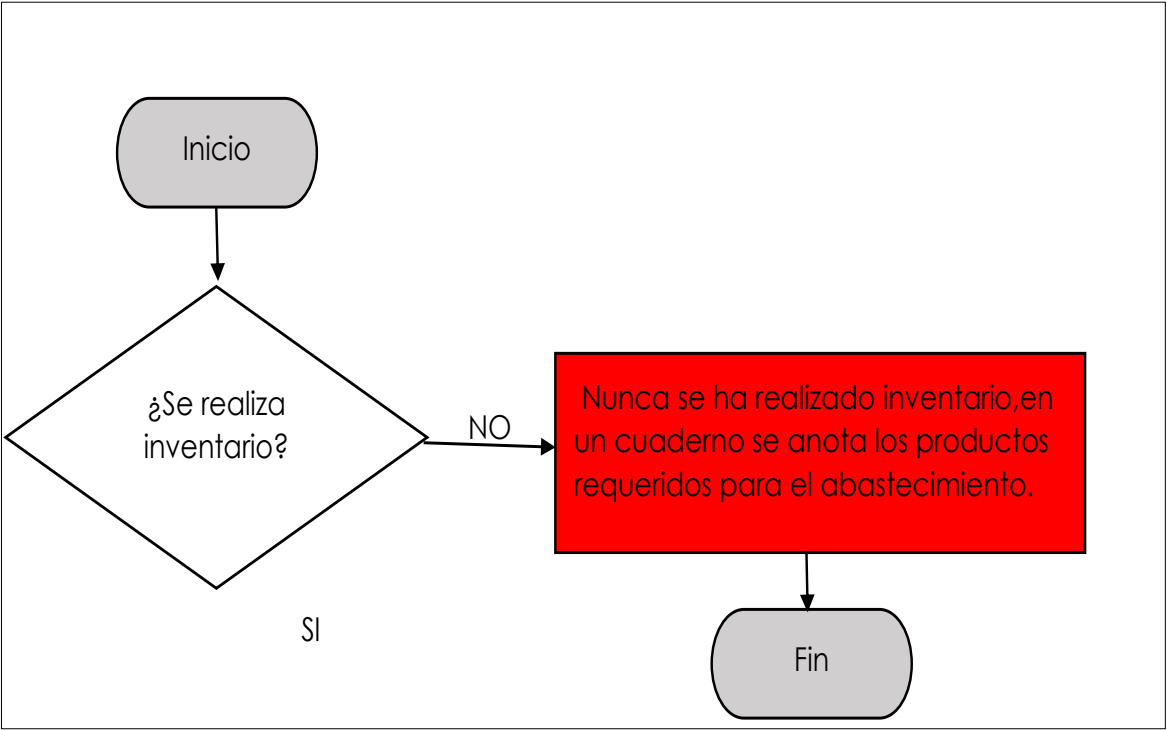 Inicio
¿Se realiza
inventario?
NO
Nunca se ha realizado inventario,en
un cuaderno se anota los productos
requeridos para el abastecimiento.
SI
Fin